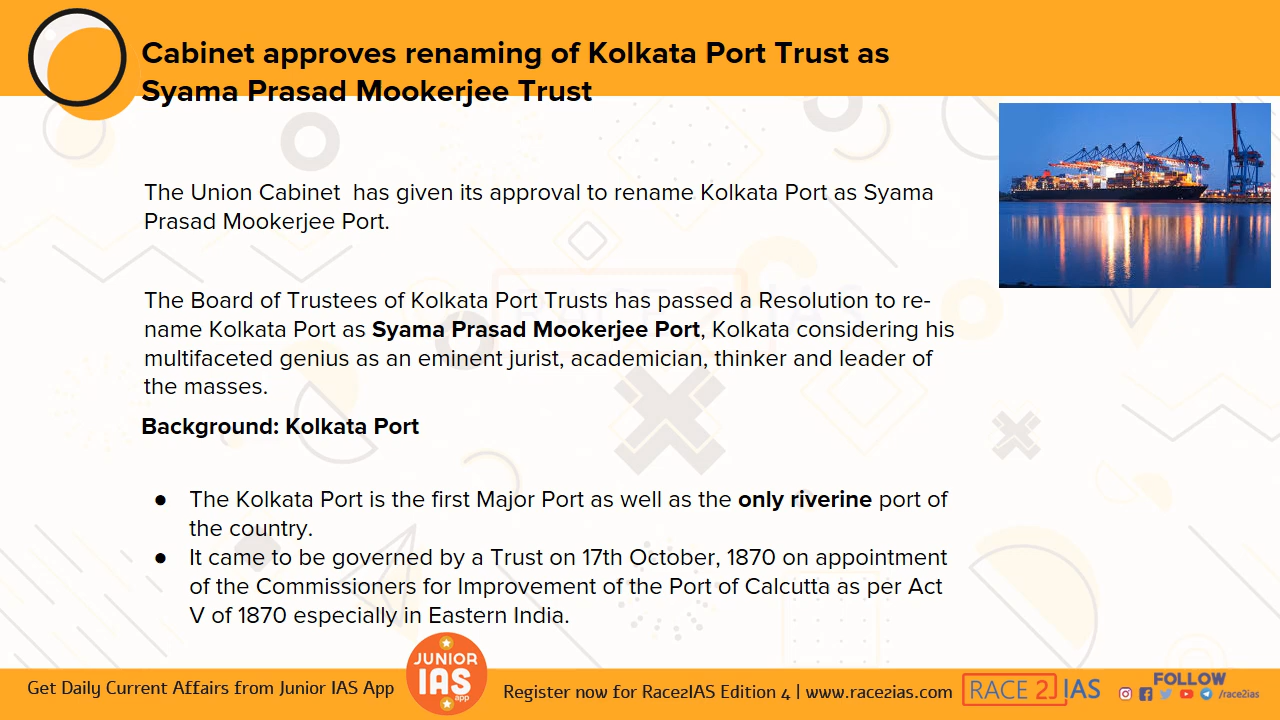 Cabinet approves renaming of Kolkata Port Trust as
Syama Prasad Mookerjee Trust
The Union Cabinet  has given its approval to rename Kolkata Port as Syama
Prasad Mookerjee Port.
RACE 2 IAS
The Board of Trustees of Kolkata Port Trusts has passed a Resolution to re-
name Kolkata Port as Syama Prasad Mookerjee Port, Kolkata considering his
multifaceted genius as an eminent jurist, academician, thinker and leader of
the masses.
Background: Kolkata Port
● The Kolkata Port is the first Major Port as well as the only riverine port of
the country.
● It came to be governed by a Trust on 17th October, 1870 on appointment
of the Commissioners for Improvement of the Port of Calcutta as per Act
V of 1870 especially in Eastern India.
Get Daily Current Affairs from Junior IAS App
JUNIOR
IAS
app
Register now for Race2IAS Edition 4 | www.race2ias.com
RACE 2 IAS
FOLLOW
/race2ias